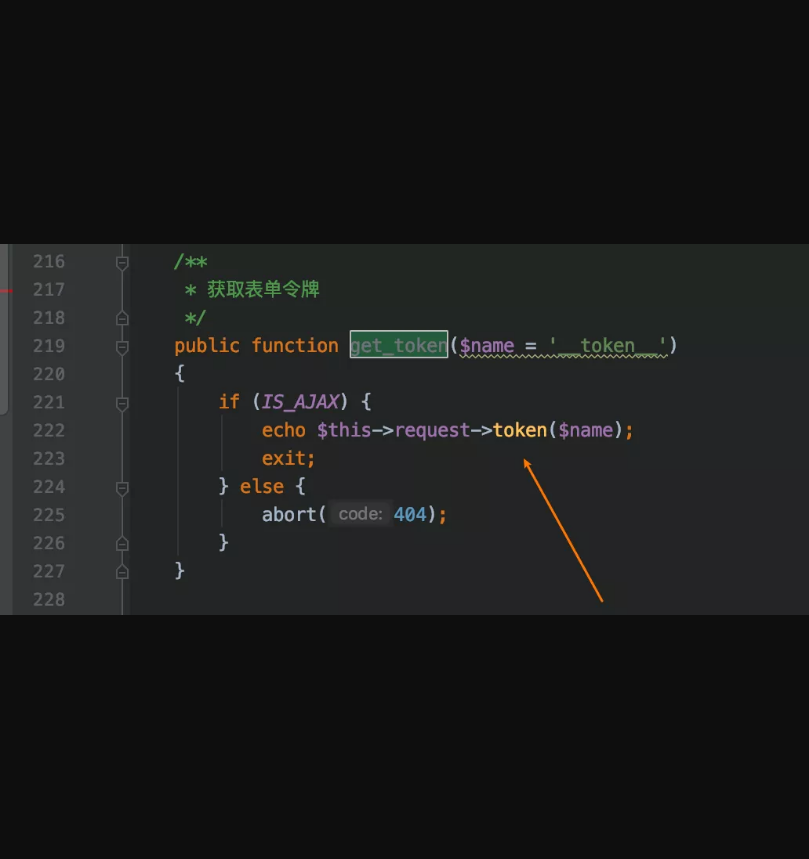 216 /**
217 * 获取表单令牌
218 */
219 public function get_token($name = '__token__')
220 {
221 if (IS_AJAX) {
222 echo $this->request->token($name);
223 exit;
224 } else {
225 abort( code: 404);
226 }
227 }
228